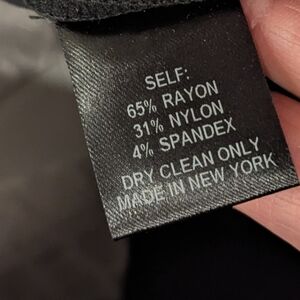 SELF:
65% RAYON
31% NYLON
4% SPANDEX
DRY CLEAN ONLY
MADE IN NEW YORK